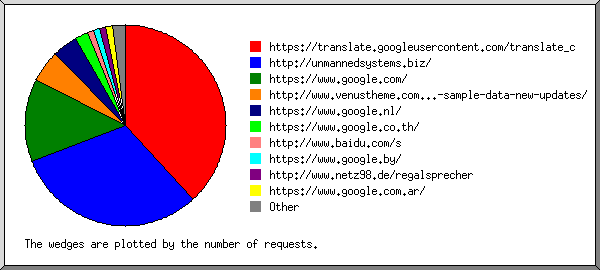 https://translate.googleusercontent.com/translate_c
http://unmannedsystems.biz/
https://www.google.com/
http://www.venustheme.com...-sample-data-new-updates/
https://www.google.nl/
https://www.google.co.th/
http://www.baidu.com/s
https://www.google.by/
http://www.netz98.de/regalsprecher
https://www.google.com.ar/
Other
The wedges are plotted by the number of requests.